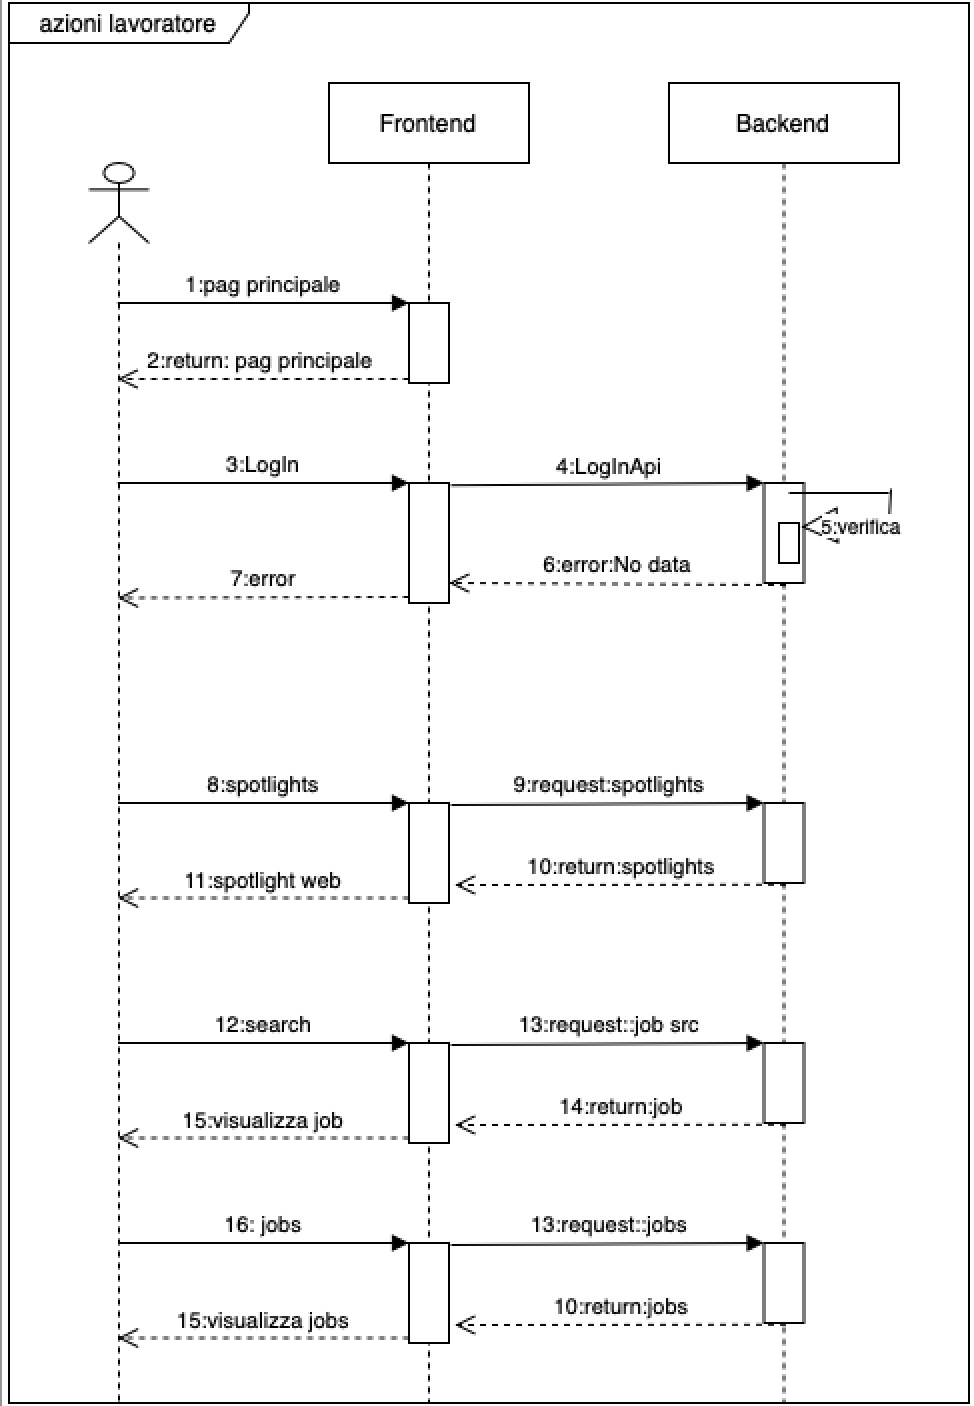 azioni lavoratore
Frontend
Backend
1:pag principale
2:return: pag principale
3:LogIn
4:LogInApi
5:verifica
6:error:No data
7:error
8:spotlights
9:request:spotlights
10:return:spotlights
11:spotlight web
12:search
13:request::job src
14:return:job
15:visualizza job
16: jobs
13:request::jobs
10:return:jobs
15:visualizza jobs